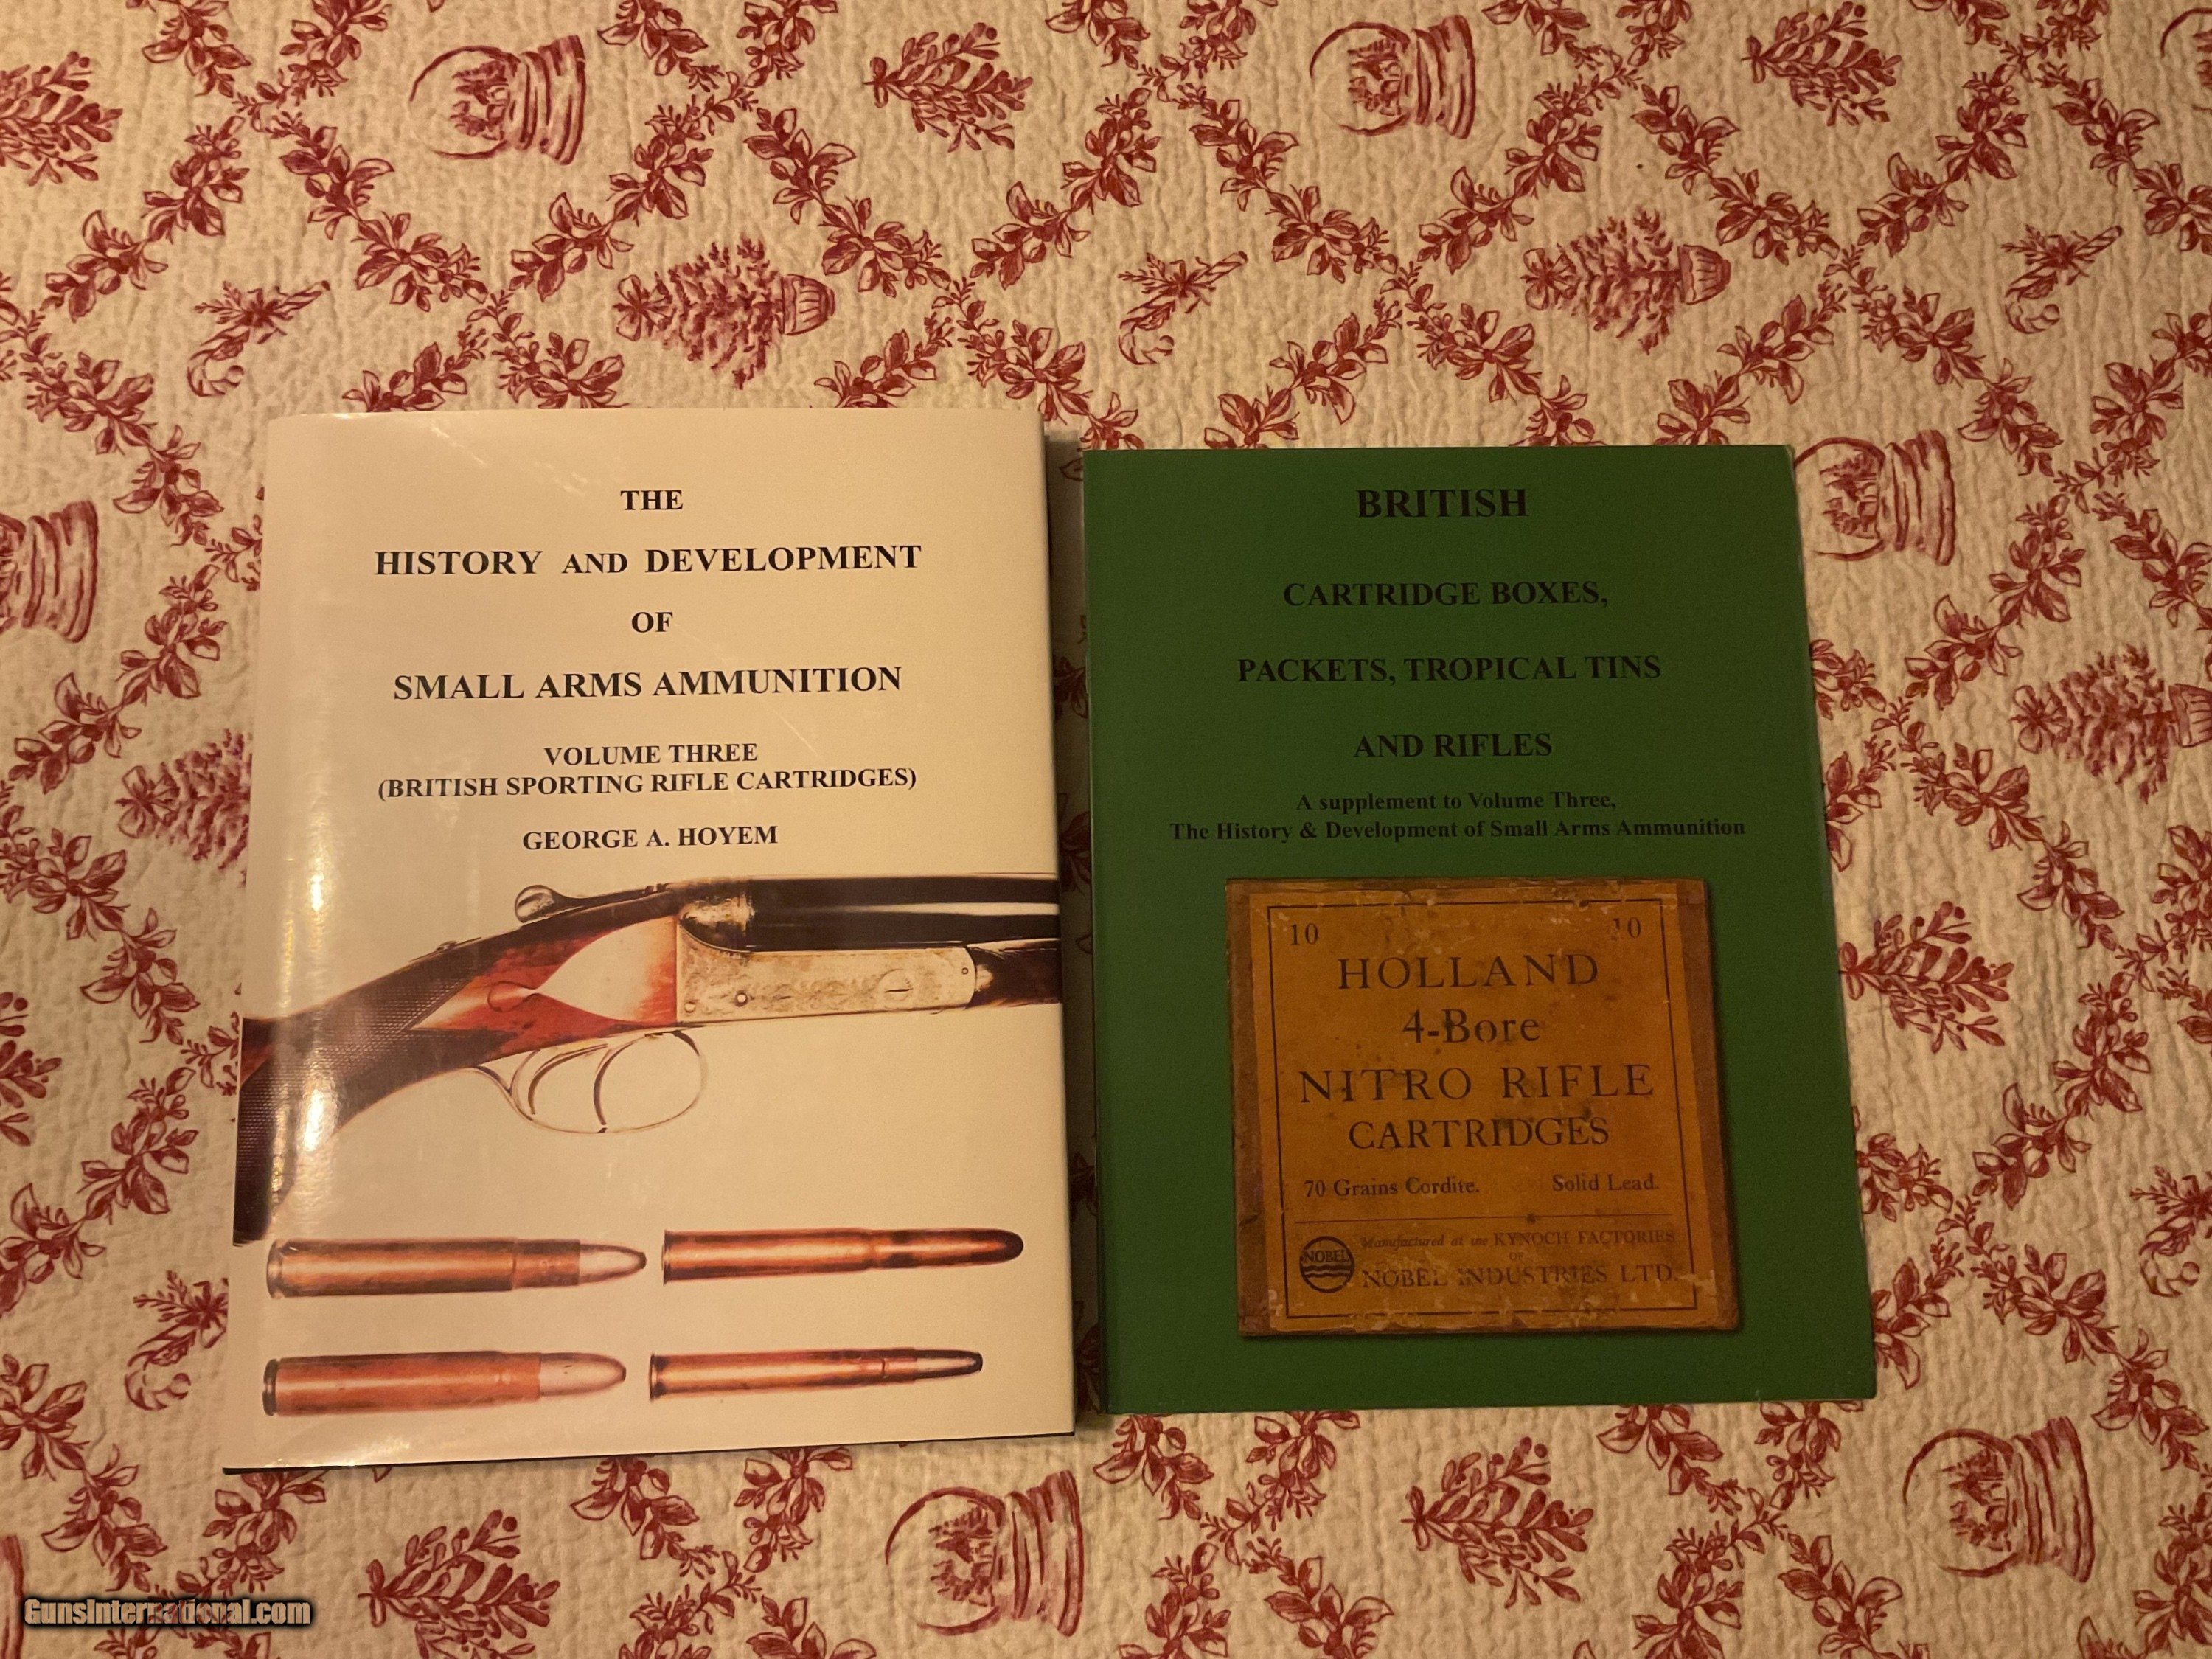 THE
HISTORY AND DEVELOPMENT
OF
SMALL ARMS AMMUNITION
VOLUME THREE
(BRITISH SPORTING RIFLE CARTRIDGES)
GEORGE A. HOYEM
BRITISH
CARTRIDGE BOXES,
PACKETS, TROPICAL TINS
AND RIFLES
A supplement to Volume Three,
The History & Development of Small Arms Ammunition
10 10
HOLLAND
4-Bore
NITRO RIFLE
CARTRIDGES
70 Grains Cordite. Solid Lead.
Manufactured at the KYNOCH FACTORIES
OF
NOBEL
NOBEL INDUSTRIES LTD.
GunsInternational.com